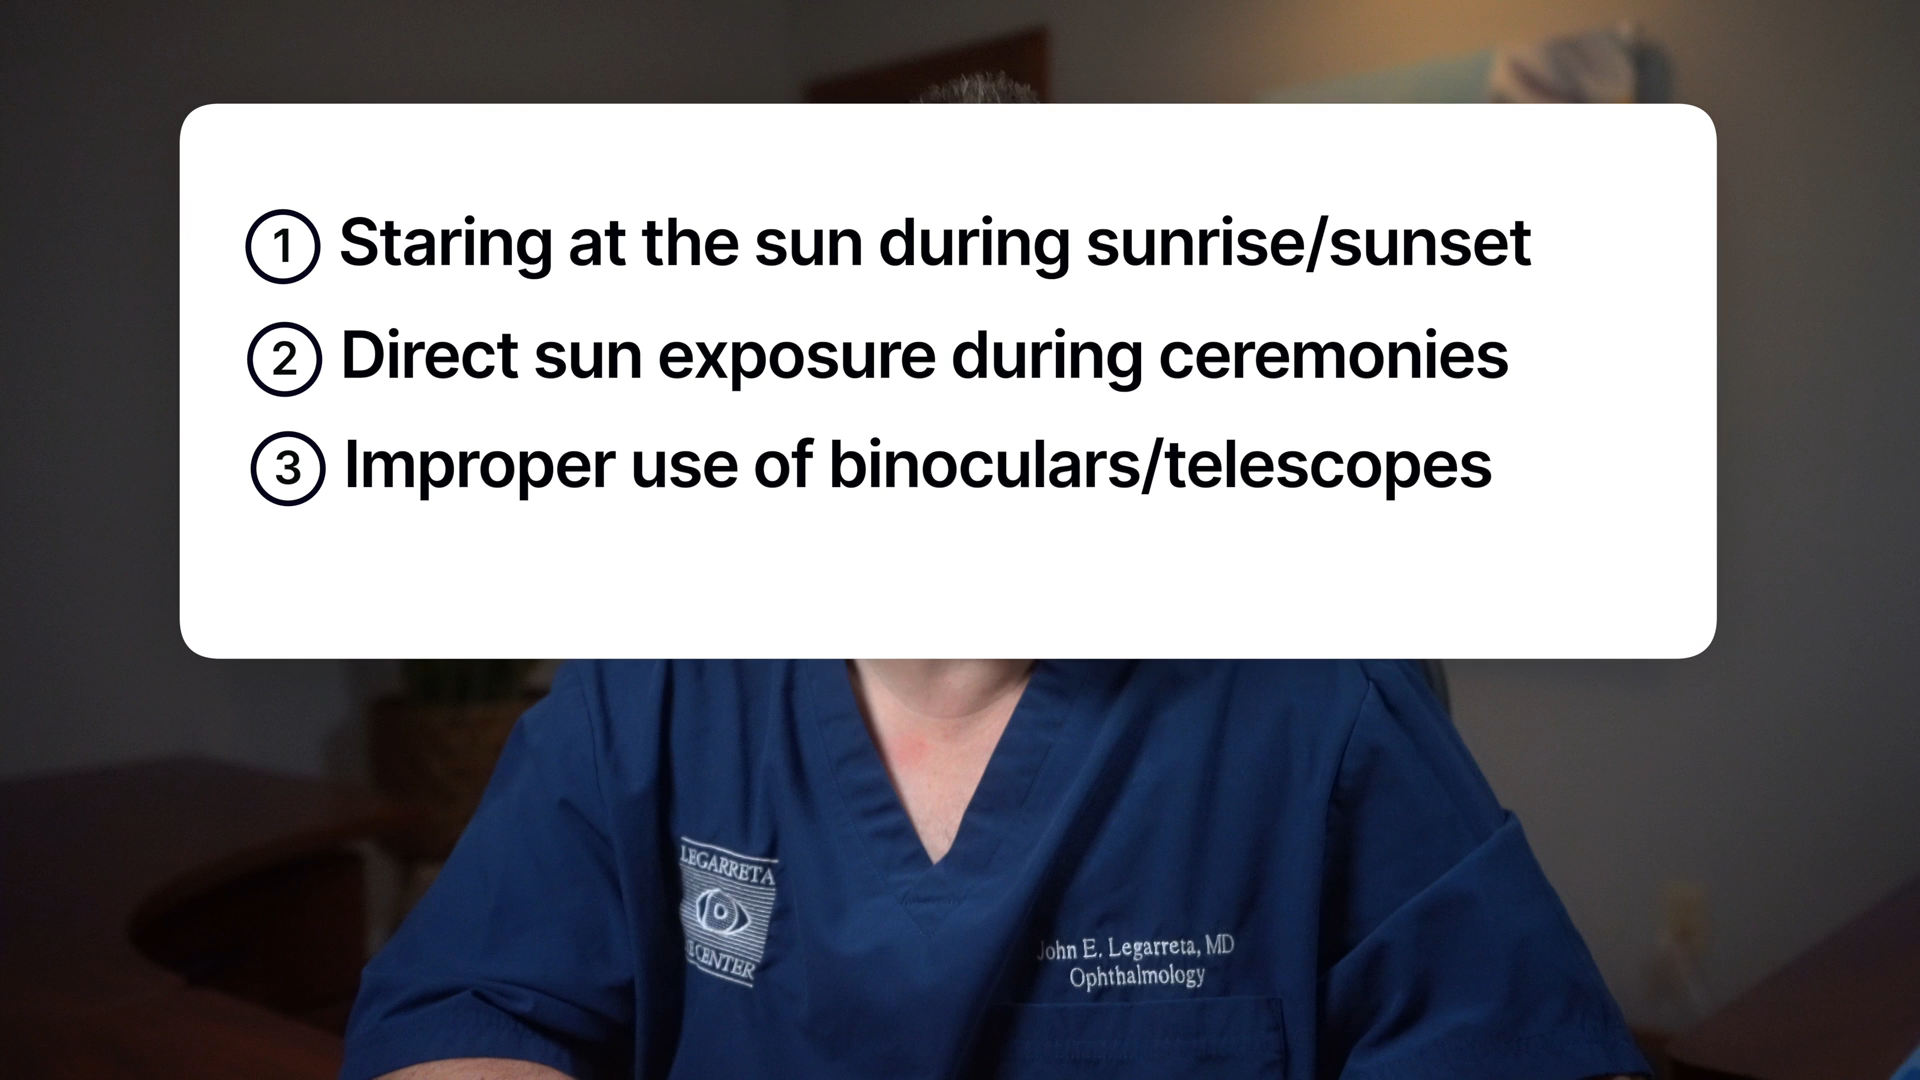 1 Staring at the sun during sunrise/sunset
2 Direct sun exposure during ceremonies
3 Improper use of binoculars/telescopes
LEGARRETA
CENTER
John E. Legarreta, MD
Ophthalmology